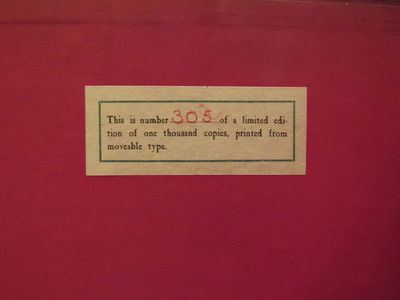 This is number 305 of a limited edi-
tion of one thousand copies, printed from
moveable type.